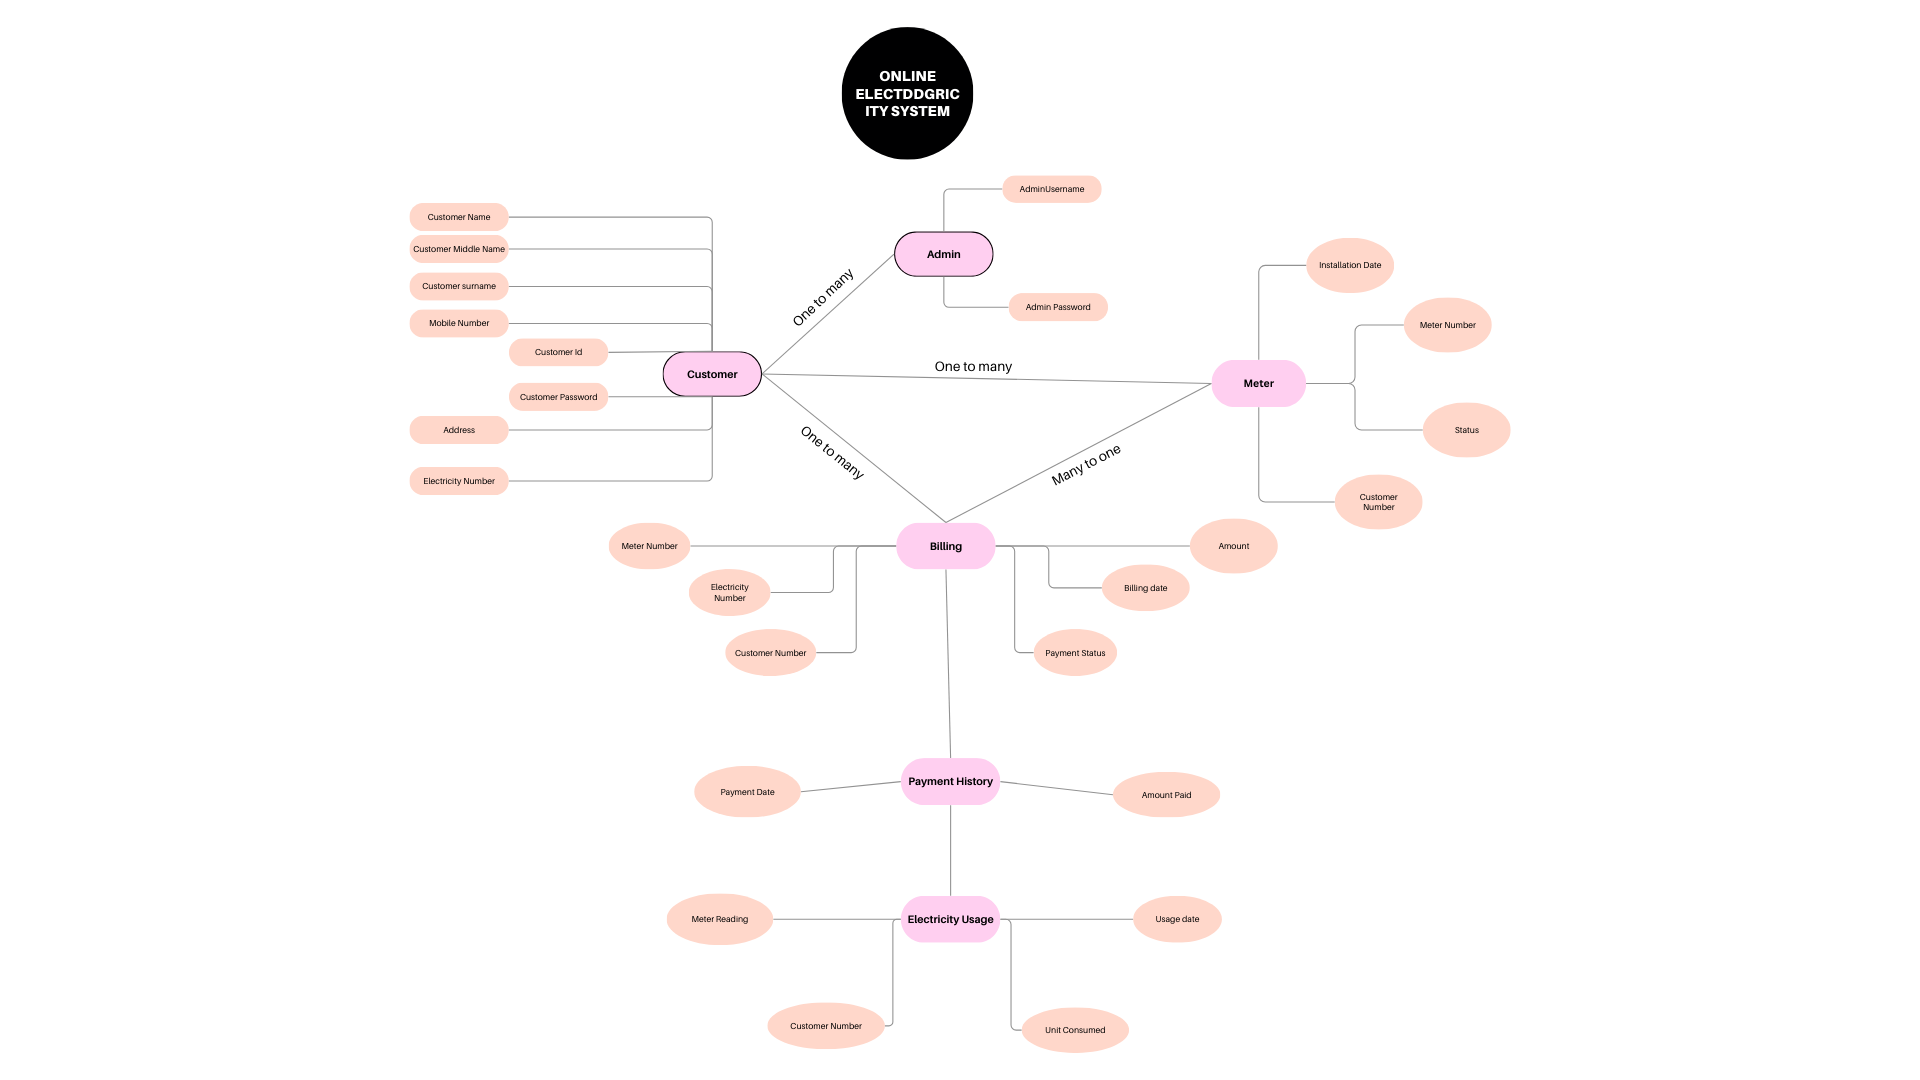 ONLINE
ELECTDDGRIC
ITY SYSTEM
AdminUsername
Admin
Admin Password
One to many
Customer Name
Customer Middle Name
Customer surname
Mobile Number
Customer Id
Customer
Customer Password
Address
Electricity Number
One to many
One to many
Many to one
Installation Date
Meter Number
Meter
Status
Customer
Number
Billing
Meter Number
Electricity
Number
Customer Number
Amount
Billing date
Payment Status
Payment History
Payment Date
Amount Paid
Electricity Usage
Meter Reading
Usage date
Customer Number
Unit Consumed